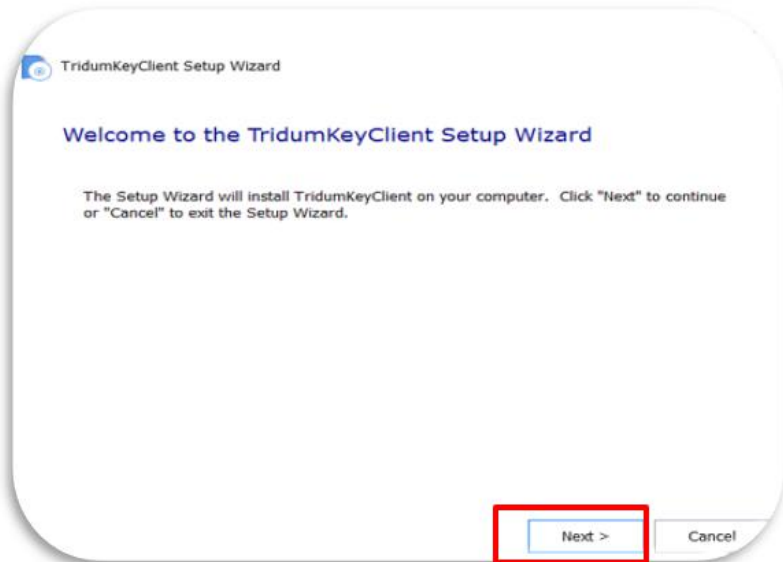 TridumKeyClient Setup Wizard
Welcome to the TridumKeyClient Setup Wizard
The Setup Wizard will install TridumKeyClient on your computer. Click "Next" to continue
or "Cancel" to exit the Setup Wizard.
Next > Cancel